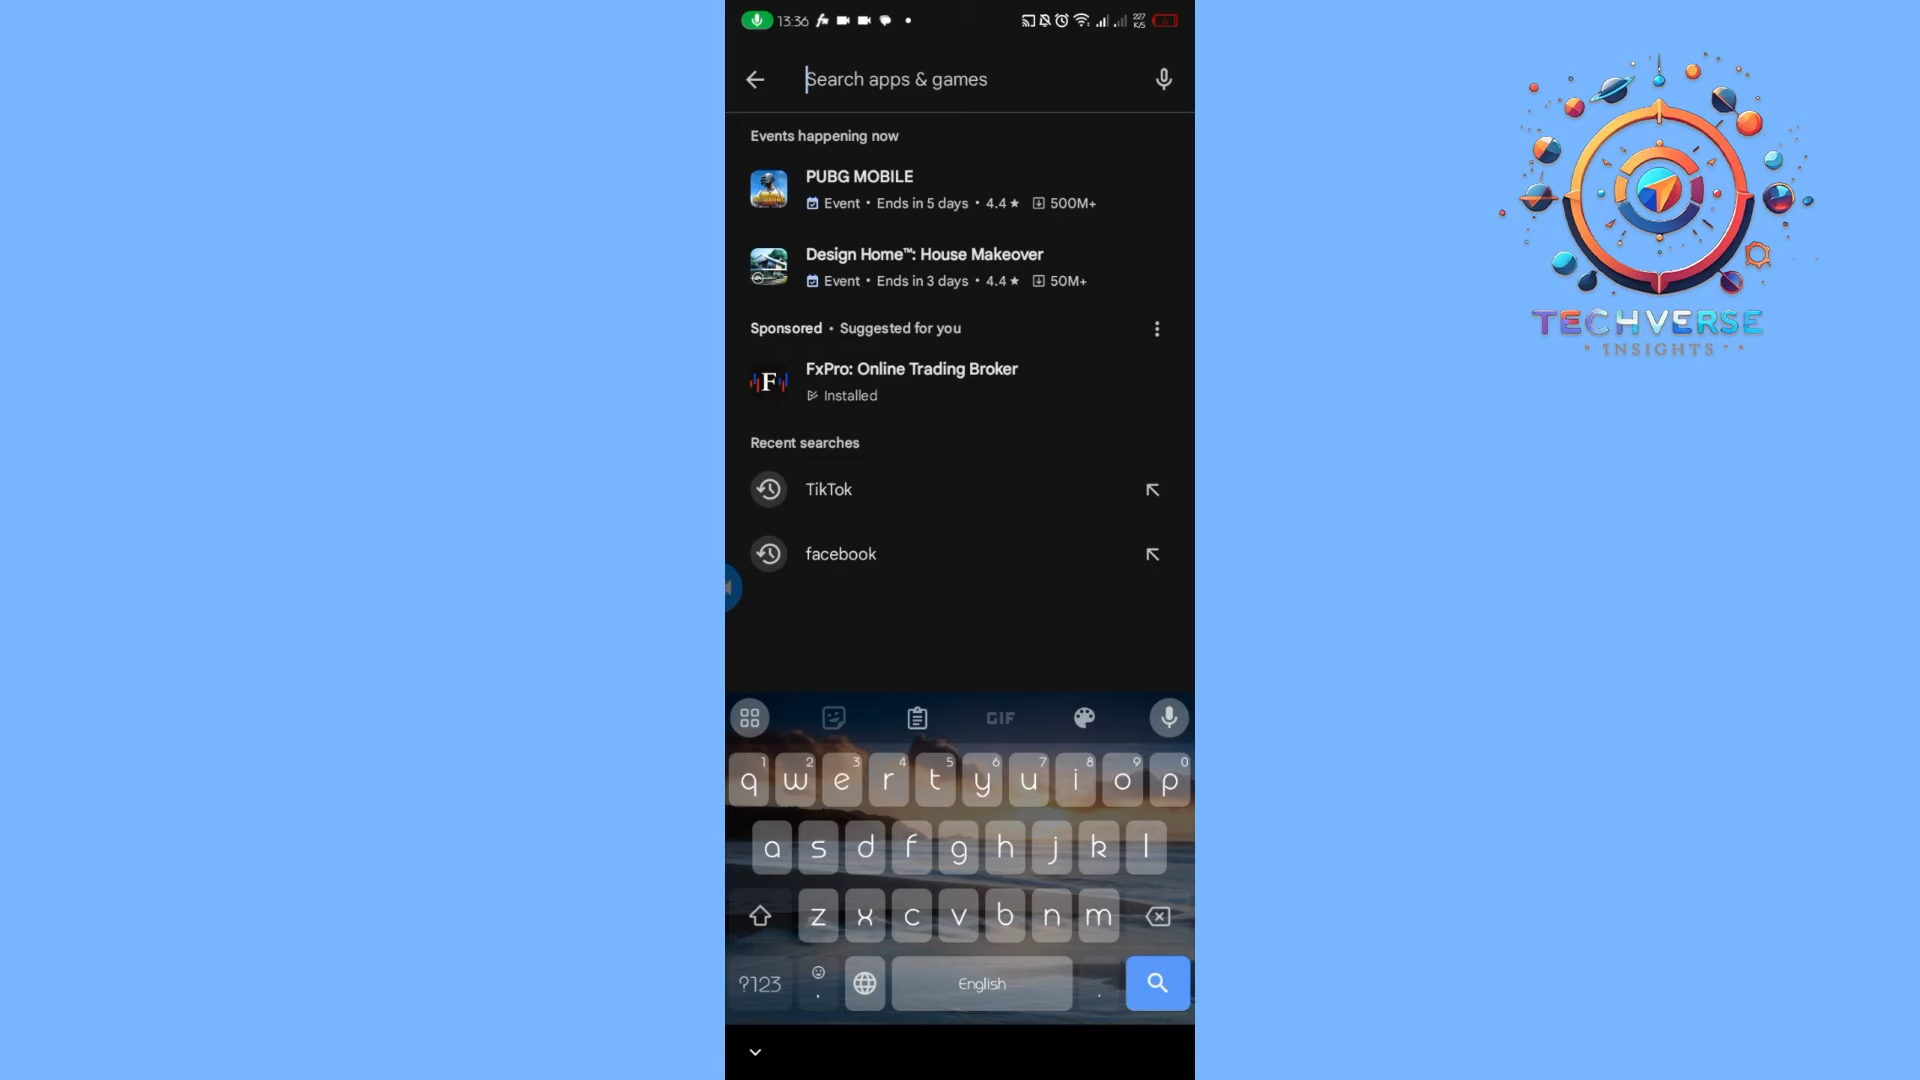 13:36
227
K/S
Search apps & games
Events happening now
PUBG MOBILE
Event • Ends in 5 days • 4.4★ 500M+
Design Home™: House Makeover
Event • Ends in 3 days • 4.4★ 50M+
Sponsored • Suggested for you
F
FxPro: Online Trading Broker
Installed
Recent searches
TikTok
facebook
GIF
1 2 3 4 5 6 7 8 9 0
q w e r t y u i o p
a s d f g h j k l
z x c v b n m
?123 , English .
TECHVERSE
INSIGHTS